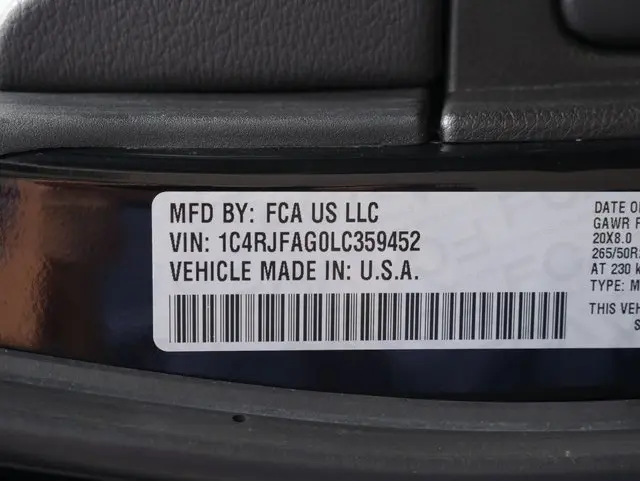 MFD BY: FCA US LLC
VIN: 1C4RJFAG0LC359452
VEHICLE MADE IN: U.S.A.
DATE O
GAWR F
20X8.0
265/50R
AT 230 k
TYPE: M
THIS VEH
S